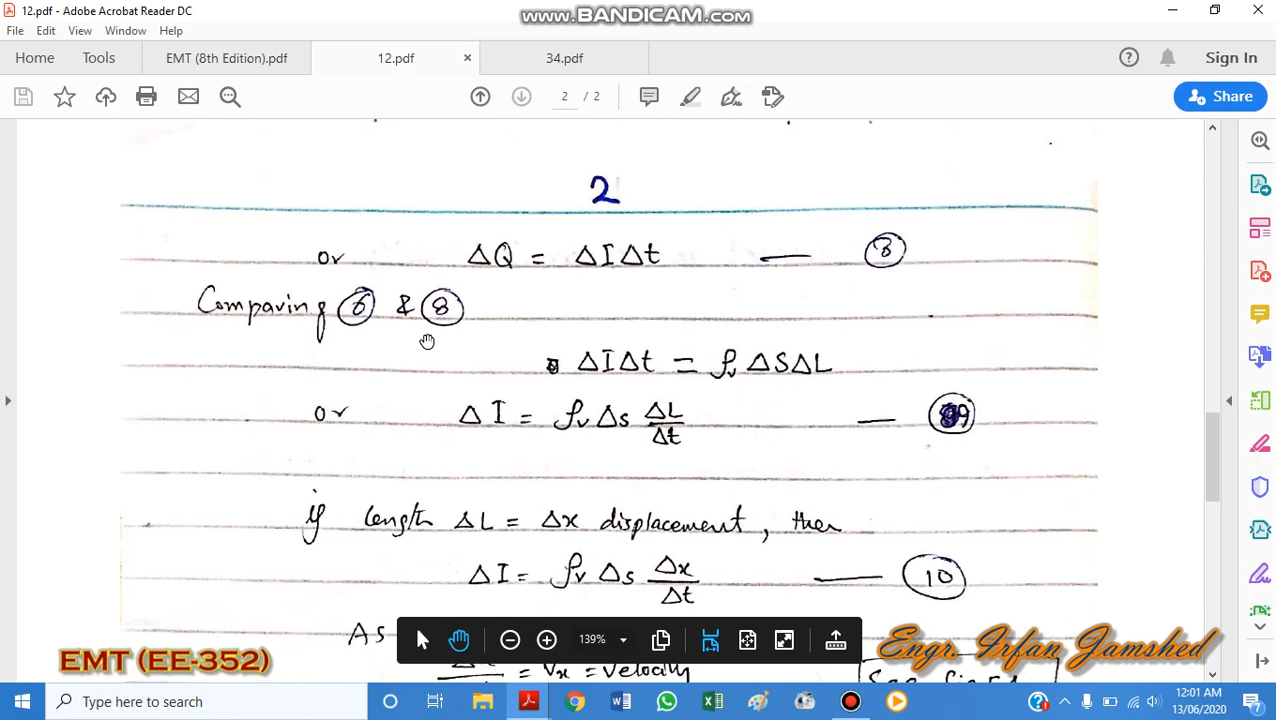 12.pdf - Adobe Acrobat Reader DC
www.BANDICAM.com
File Edit View Window Help
Home Tools EMT (8th Edition).pdf 12.pdf × 34.pdf Sign In
2 / 2 Share
2
or ΔQ = ΔIΔt — 8
Comparing 6 & 8
ΔIΔt = ρv ΔSΔL
or ΔI = ρv Δs ΔL/Δt — 9
if length ΔL = Δx displacement, then
ΔI = ρv Δs Δx/Δt — 10
As
139%
= Vx = Velocity
EMT (EE-352)
Engr. Irfan Jamshed
Type here to search
12:01 AM
13/06/2020